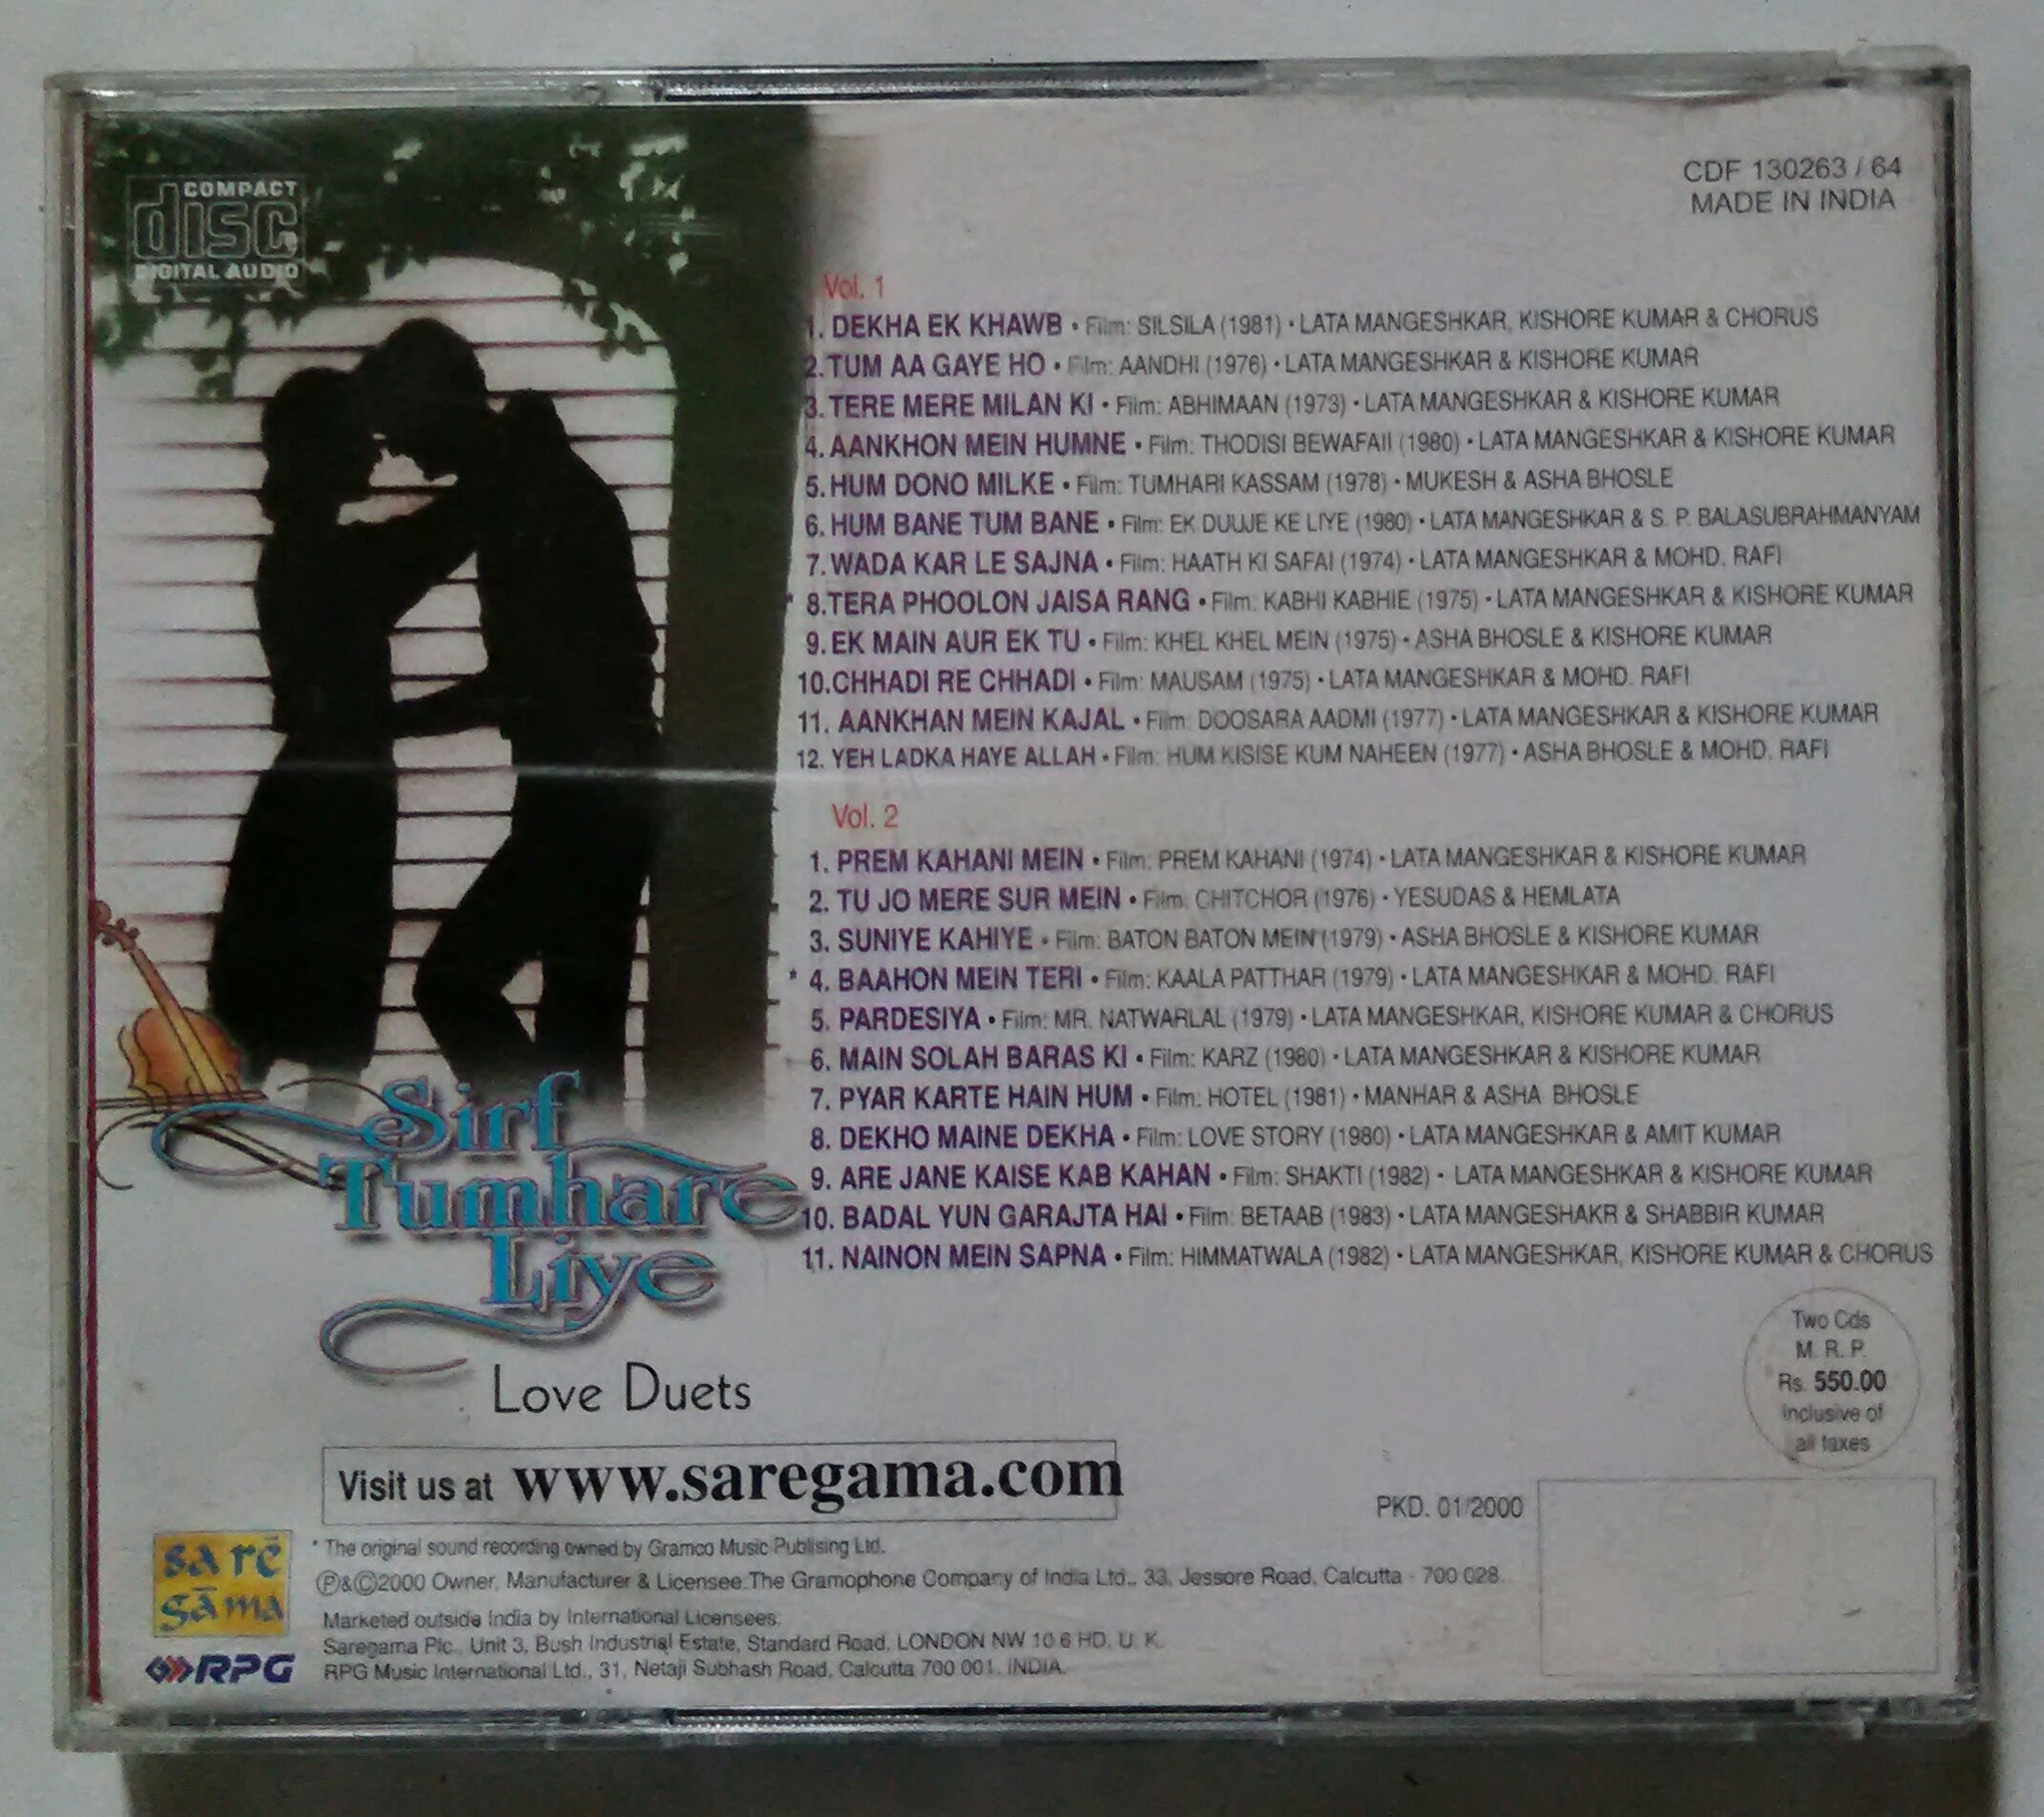 COMPACT
disc
DIGITAL AUDIO
CDF 130263 / 64
MADE IN INDIA
Vol. 1
1. DEKHA EK KHAWB • Film: SILSILA (1981) • LATA MANGESHKAR, KISHORE KUMAR & CHORUS
2. TUM AA GAYE HO • Film: AANDHI (1976) • LATA MANGESHKAR & KISHORE KUMAR
3. TERE MERE MILAN KI • Film: ABHIMAAN (1973) • LATA MANGESHKAR & KISHORE KUMAR
4. AANKHON MEIN HUMNE • Film: THODISI BEWAFAII (1980) • LATA MANGESHKAR & KISHORE KUMAR
5. HUM DONO MILKE • Film: TUMHARI KASSAM (1978) • MUKESH & ASHA BHOSLE
6. HUM BANE TUM BANE • Film: EK DUUJE KE LIYE (1980) • LATA MANGESHKAR & S. P. BALASUBRAHMANYAM
7. WADA KAR LE SAJNA • Film: HAATH KI SAFAI (1974) • LATA MANGESHKAR & MOHD. RAFI
* 8. TERA PHOOLON JAISA RANG • Film: KABHI KABHIE (1975) • LATA MANGESHKAR & KISHORE KUMAR
9. EK MAIN AUR EK TU • Film: KHEL KHEL MEIN (1975) • ASHA BHOSLE & KISHORE KUMAR
10. CHHADI RE CHHADI • Film: MAUSAM (1975) • LATA MANGESHKAR & MOHD. RAFI
11. AANKHAN MEIN KAJAL • Film: DOOSARA AADMI (1977) • LATA MANGESHKAR & KISHORE KUMAR
12. YEH LADKA HAYE ALLAH • Film: HUM KISISE KUM NAHEEN (1977) • ASHA BHOSLE & MOHD. RAFI
Vol. 2
1. PREM KAHANI MEIN • Film: PREM KAHANI (1974) • LATA MANGESHKAR & KISHORE KUMAR
2. TU JO MERE SUR MEIN • Film: CHITCHOR (1976) • YESUDAS & HEMLATA
3. SUNIYE KAHIYE • Film: BATON BATON MEIN (1979) • ASHA BHOSLE & KISHORE KUMAR
* 4. BAAHON MEIN TERI • Film: KAALA PATTHAR (1979) • LATA MANGESHKAR & MOHD. RAFI
5. PARDESIYA • Film: MR. NATWARLAL (1979) • LATA MANGESHKAR, KISHORE KUMAR & CHORUS
6. MAIN SOLAH BARAS KI • Film: KARZ (1980) • LATA MANGESHKAR & KISHORE KUMAR
7. PYAR KARTE HAIN HUM • Film: HOTEL (1981) • MANHAR & ASHA BHOSLE
8. DEKHO MAINE DEKHA • Film: LOVE STORY (1980) • LATA MANGESHKAR & AMIT KUMAR
9. ARE JANE KAISE KAB KAHAN • Film: SHAKTI (1982) • LATA MANGESHKAR & KISHORE KUMAR
10. BADAL YUN GARAJTA HAI • Film: BETAAB (1983) • LATA MANGESHAKR & SHABBIR KUMAR
11. NAINON MEIN SAPNA • Film: HIMMATWALA (1982) • LATA MANGESHKAR, KISHORE KUMAR & CHORUS
Sirf
Tumhare
Liye
Love Duets
Two Cds
M. R. P.
Rs. 550.00
Inclusive of
all taxes
Visit us at www.saregama.com
PKD. 01/2000
sa rē
gā ma
RPG
* The original sound recording owned by Gramco Music Publising Ltd.
Ⓟ&Ⓒ2000 Owner, Manufacturer & Licensee:The Gramophone Company of India Ltd., 33, Jessore Road, Calcutta - 700 028.
Marketed outside India by International Licensees:
Saregama Plc., Unit 3, Bush Industrial Estate, Standard Road, LONDON NW 10 6 HD. U. K.
RPG Music International Ltd., 31, Netaji Subhash Road, Calcutta 700 001. INDIA.